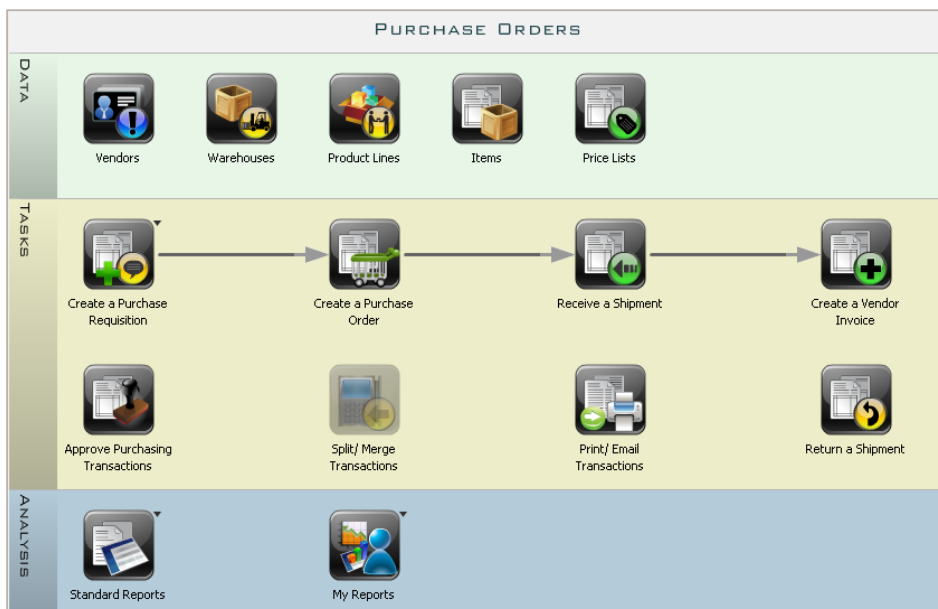 PURCHASE ORDERS
DATA
Vendors
Warehouses
Product Lines
Items
Price Lists
TASKS
Create a Purchase
Requisition
Create a Purchase
Order
Receive a Shipment
Create a Vendor
Invoice
Approve Purchasing
Transactions
Split/ Merge
Transactions
Print/ Email
Transactions
Return a Shipment
ANALYSIS
Standard Reports
My Reports